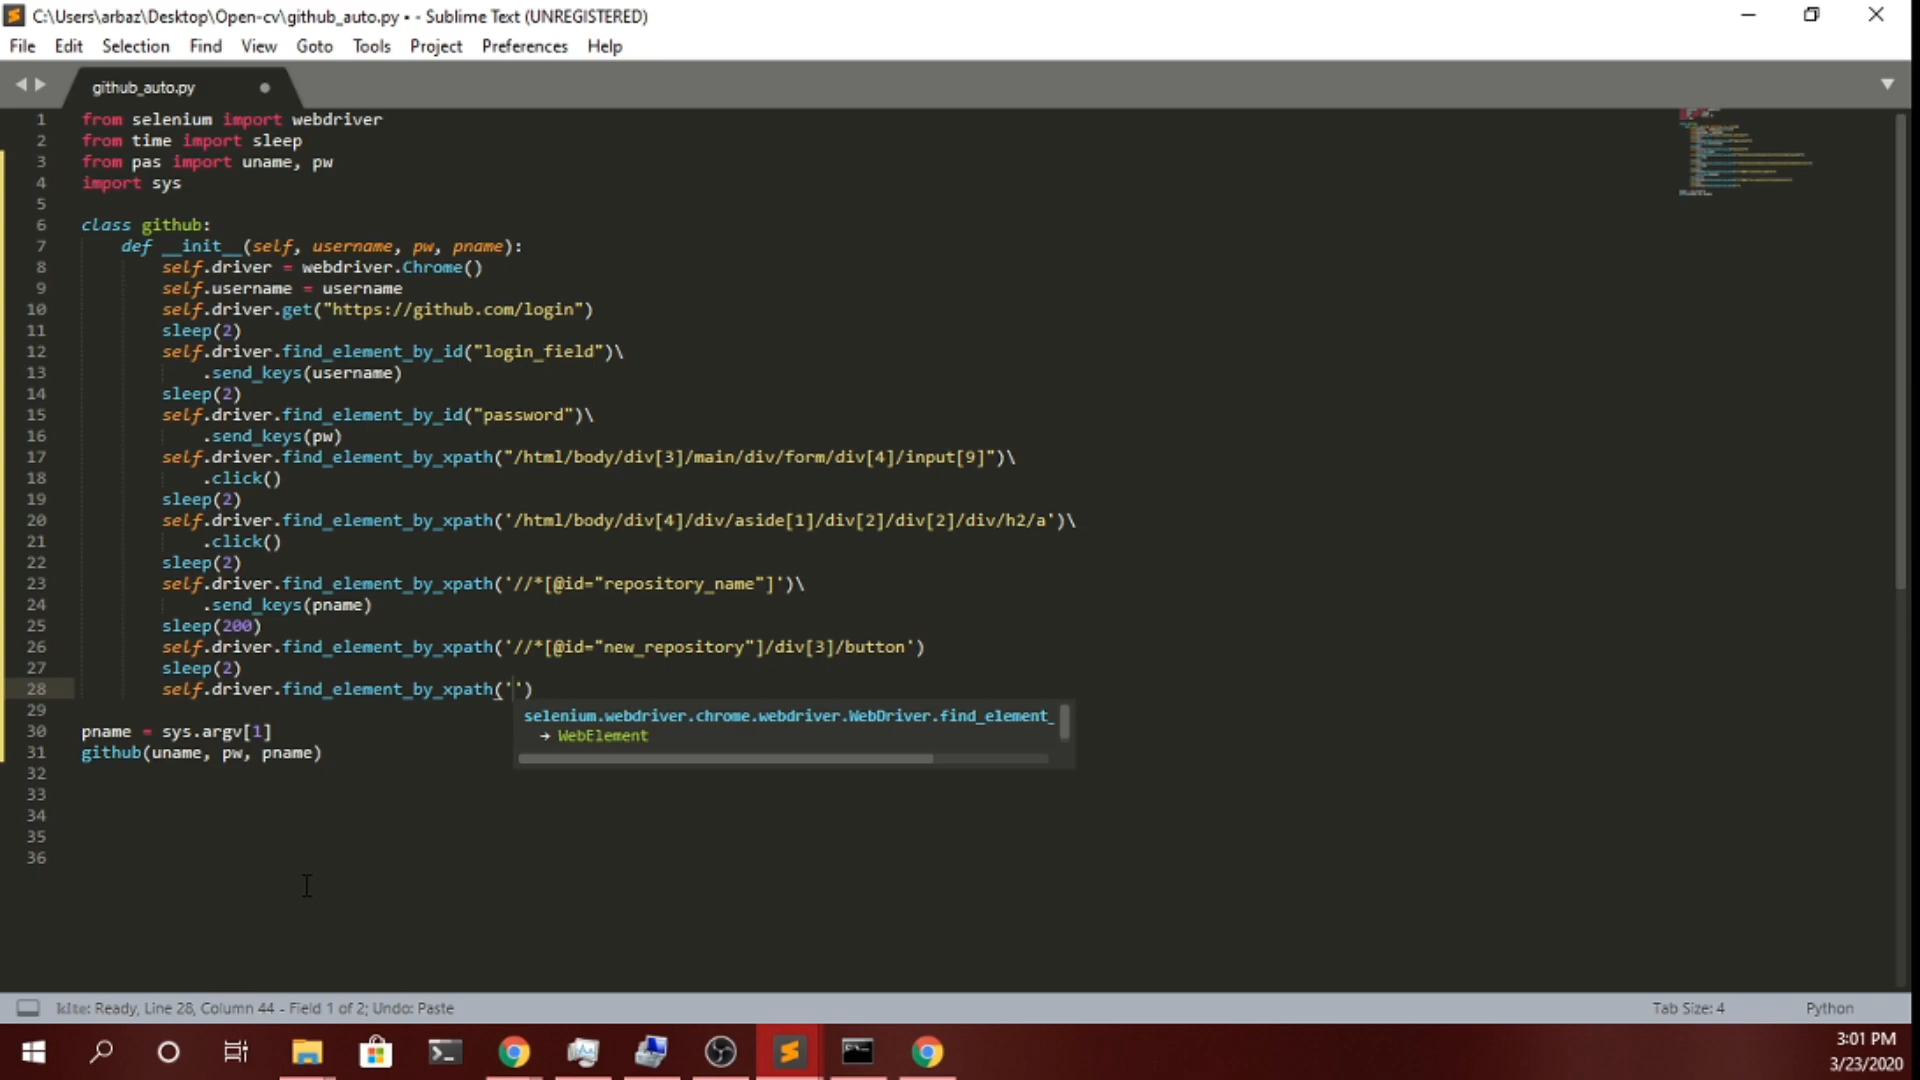 C:\Users\arbaz\Desktop\Open-cv\github_auto.py • - Sublime Text (UNREGISTERED)
File Edit Selection Find View Goto Tools Project Preferences Help
github_auto.py
1 from selenium import webdriver
2 from time import sleep
3 from pas import uname, pw
4 import sys
5
6 class github:
7 def __init__(self, username, pw, pname):
8 self.driver = webdriver.Chrome()
9 self.username = username
10 self.driver.get("https://github.com/login")
11 sleep(2)
12 self.driver.find_element_by_id("login_field")\
13 .send_keys(username)
14 sleep(2)
15 self.driver.find_element_by_id("password")\
16 .send_keys(pw)
17 self.driver.find_element_by_xpath("/html/body/div[3]/main/div/form/div[4]/input[9]")\
18 .click()
19 sleep(2)
20 self.driver.find_element_by_xpath('/html/body/div[4]/div/aside[1]/div[2]/div[2]/div/h2/a')\
21 .click()
22 sleep(2)
23 self.driver.find_element_by_xpath('//*[@id="repository_name"]')\
24 .send_keys(pname)
25 sleep(200)
26 self.driver.find_element_by_xpath('//*[@id="new_repository"]/div[3]/button')
27 sleep(2)
28 self.driver.find_element_by_xpath('')
29
selenium.webdriver.chrome.webdriver.WebDriver.find_element_
→ WebElement
30 pname = sys.argv[1]
31 github(uname, pw, pname)
32
33
34
35
36
kite: Ready, Line 28, Column 44 - Field 1 of 2; Undo: Paste Tab Size: 4 Python
3:01 PM
3/23/2020